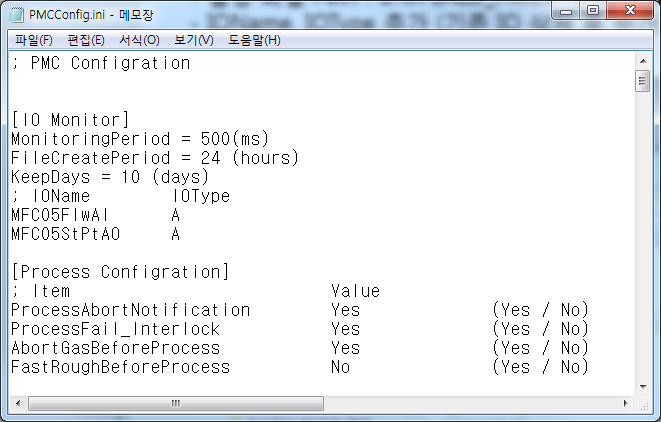 PMCConfig.ini - 메모장
파일(F) 편집(E) 서식(O) 보기(V) 도움말(H)
; PMC Configration
[IO Monitor]
MonitoringPeriod = 500(ms)
FileCreatePeriod = 24 (hours)
KeepDays = 10 (days)
; IOName IOType
MFC05FlwAI A
MFC05StPtAO A
[Process Configration]
; Item Value
ProcessAbortNotification Yes (Yes / No)
ProcessFail_Interlock Yes (Yes / No)
AbortGasBeforeProcess Yes (Yes / No)
FastRoughBeforeProcess No (Yes / No)